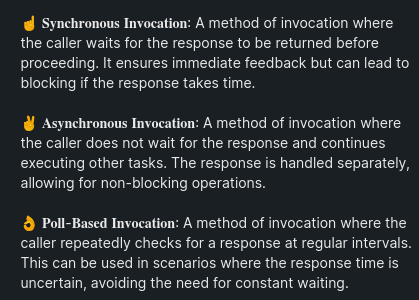 ☝ Synchronous Invocation: A method of invocation where
the caller waits for the response to be returned before
proceeding. It ensures immediate feedback but can lead to
blocking if the response takes time.
✌ Asynchronous Invocation: A method of invocation where
the caller does not wait for the response and continues
executing other tasks. The response is handled separately,
allowing for non-blocking operations.
👌 Poll-Based Invocation: A method of invocation where the
caller repeatedly checks for a response at regular intervals.
This can be used in scenarios where the response time is
uncertain, avoiding the need for constant waiting.